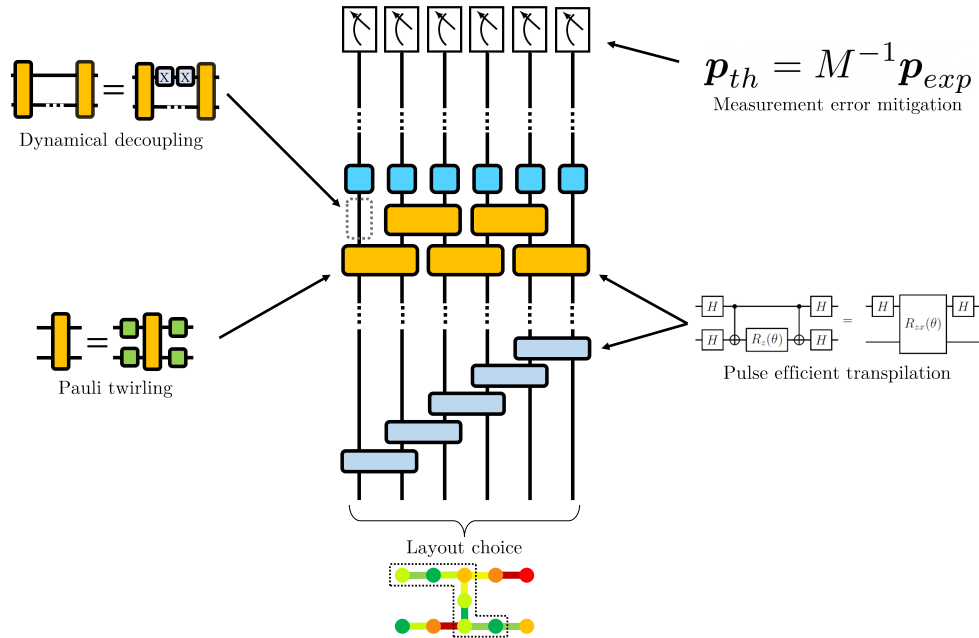 X X
Dynamical decoupling
p_th = M^{-1} p_exp
Measurement error mitigation
Pauli twirling
H H H
H R_z(θ) H = R_zx(θ)
Pulse efficient transpilation
Layout choice